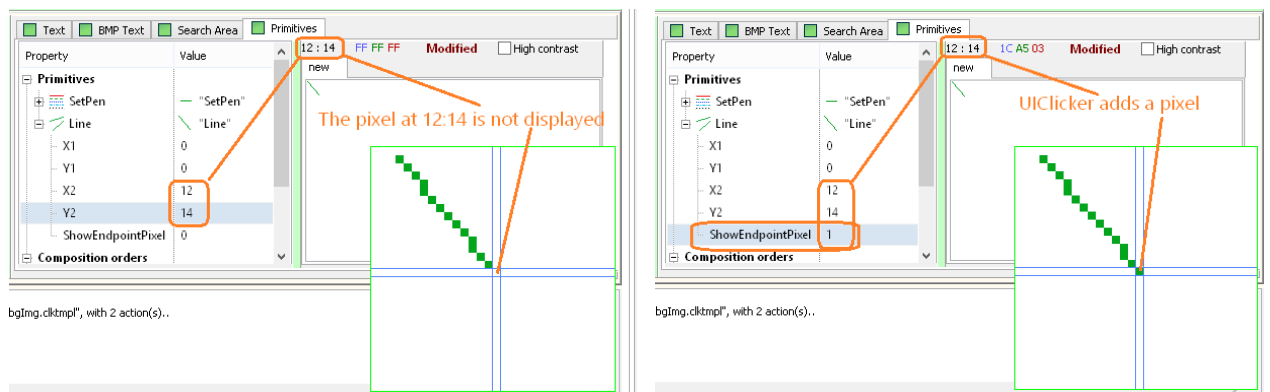 Text
BMP Text
Search Area
Primitives
Property
Value
Primitives
SetPen
"SetPen"
Line
"Line"
X1
0
Y1
0
X2
12
Y2
14
ShowEndpointPixel
0
Composition orders
12 : 14
FF FF FF
Modified
High contrast
new
The pixel at 12:14 is not displayed
bgImg.clktmpl", with 2 action(s)..
Text
BMP Text
Search Area
Primitives
Property
Value
Primitives
SetPen
"SetPen"
Line
"Line"
X1
0
Y1
0
X2
12
Y2
14
ShowEndpointPixel
1
Composition orders
12 : 14
1C A5 03
Modified
High contrast
new
UIClicker adds a pixel
bgImg.clktmpl", with 2 action(s)..